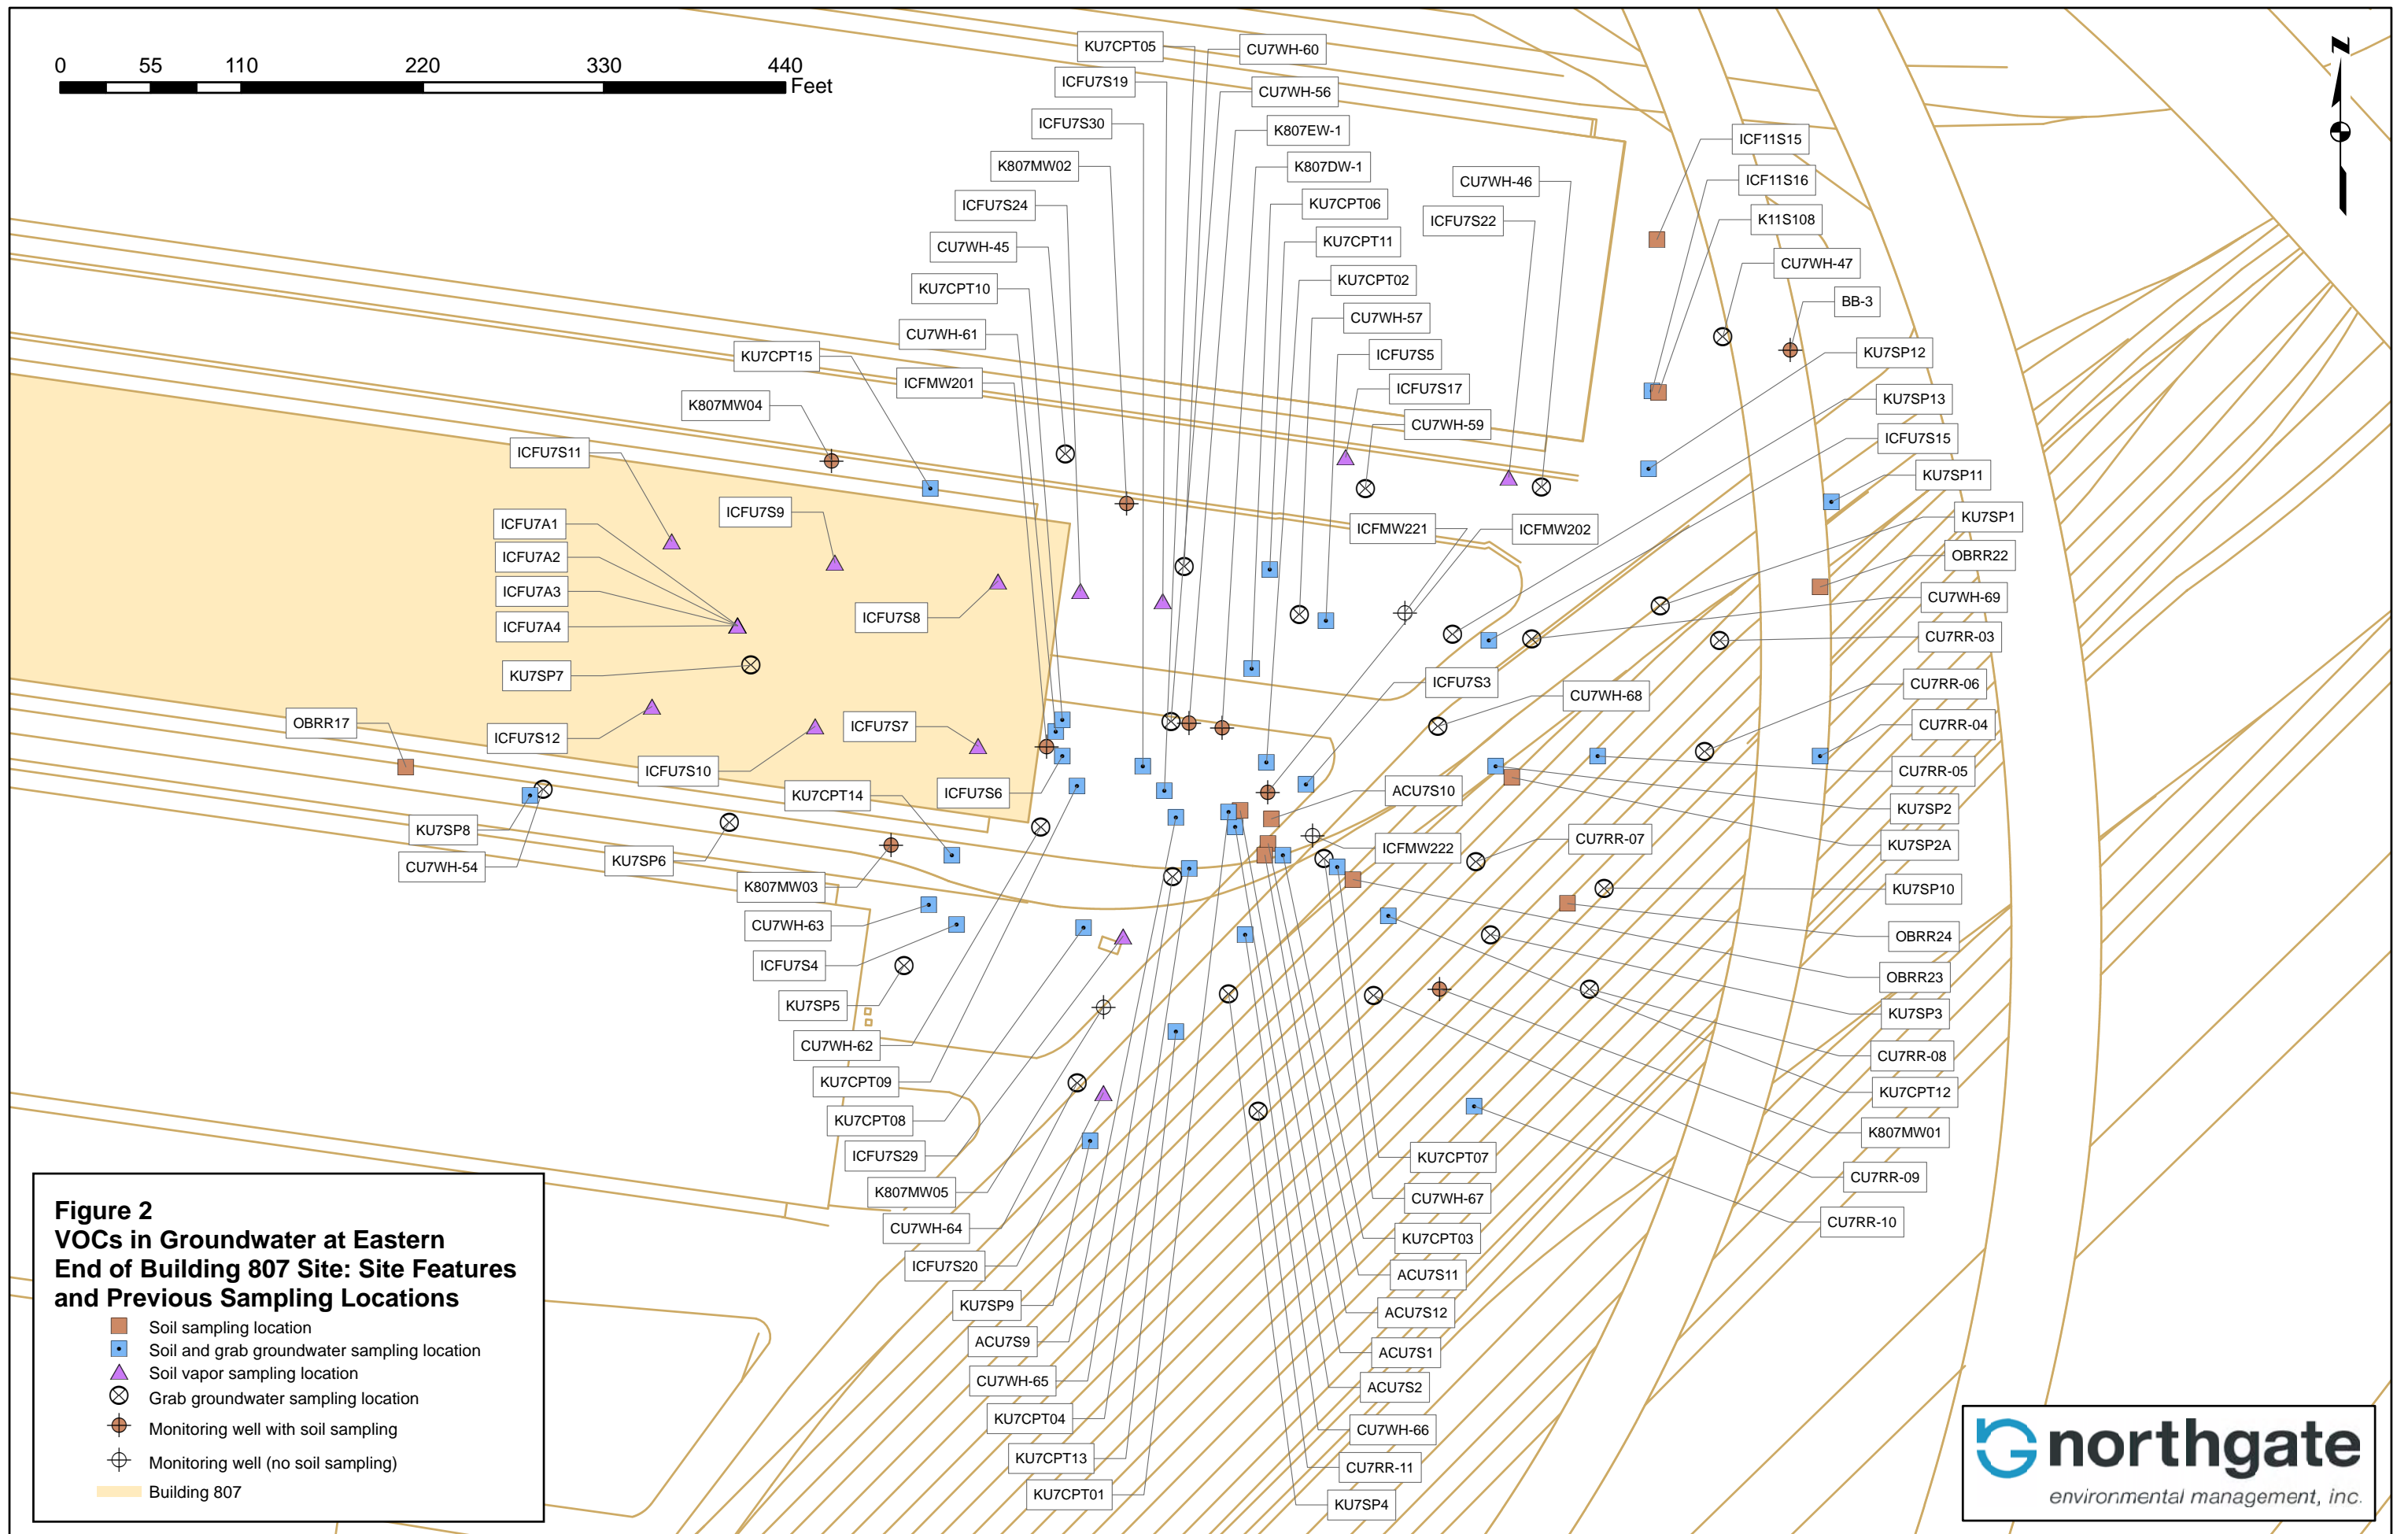 0 55 110 220 330 440
Feet
N
KU7CPT05
CU7WH-60
ICFU7S19
CU7WH-56
ICFU7S30
K807EW-1
K807MW02
K807DW-1
ICFU7S24
KU7CPT06
CU7WH-46
ICFU7S22
CU7WH-45
KU7CPT11
KU7CPT10
KU7CPT02
CU7WH-61
CU7WH-57
KU7CPT15
ICFU7S5
ICFMW201
ICFU7S17
K807MW04
CU7WH-59
ICF11S15
ICF11S16
K11S108
CU7WH-47
BB-3
KU7SP12
KU7SP13
ICFU7S15
KU7SP11
KU7SP1
OBRR22
CU7WH-69
CU7RR-03
CU7RR-06
CU7RR-04
CU7RR-05
KU7SP2
KU7SP2A
KU7SP10
OBRR24
OBRR23
KU7SP3
CU7RR-08
KU7CPT12
K807MW01
CU7RR-09
CU7RR-10
ICFU7S11
ICFU7A1
ICFU7A2
ICFU7A3
ICFU7A4
ICFU7S9
ICFU7S8
KU7SP7
OBRR17
ICFU7S12
ICFU7S10
ICFU7S7
KU7CPT14
ICFU7S6
KU7SP8
CU7WH-54
KU7SP6
K807MW03
CU7WH-63
ICFU7S4
KU7SP5
CU7WH-62
KU7CPT09
KU7CPT08
ICFU7S29
K807MW05
CU7WH-64
ICFU7S20
KU7SP9
ACU7S9
CU7WH-65
KU7CPT04
KU7CPT13
KU7CPT01
ICFMW221
ICFMW202
ICFU7S3
CU7WH-68
ACU7S10
ICFMW222
CU7RR-07
KU7CPT07
CU7WH-67
KU7CPT03
ACU7S11
ACU7S12
ACU7S1
ACU7S2
CU7WH-66
CU7RR-11
KU7SP4
Figure 2
VOCs in Groundwater at Eastern
End of Building 807 Site: Site Features
and Previous Sampling Locations
Soil sampling location
Soil and grab groundwater sampling location
Soil vapor sampling location
Grab groundwater sampling location
Monitoring well with soil sampling
Monitoring well (no soil sampling)
Building 807
northgate
environmental management, inc.